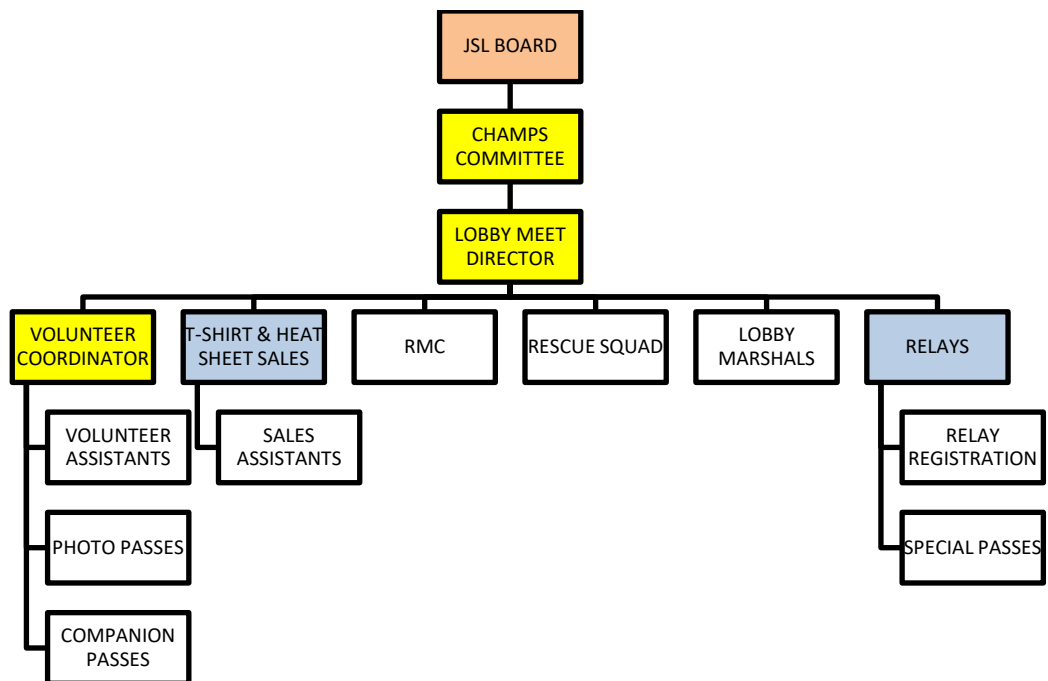 JSL BOARD
CHAMPS
COMMITTEE
LOBBY MEET
DIRECTOR
VOLUNTEER
COORDINATOR
T-SHIRT & HEAT
SHEET SALES
RMC
RESCUE SQUAD
LOBBY
MARSHALS
RELAYS
VOLUNTEER
ASSISTANTS
SALES
ASSISTANTS
RELAY
REGISTRATION
PHOTO PASSES
SPECIAL PASSES
COMPANION
PASSES